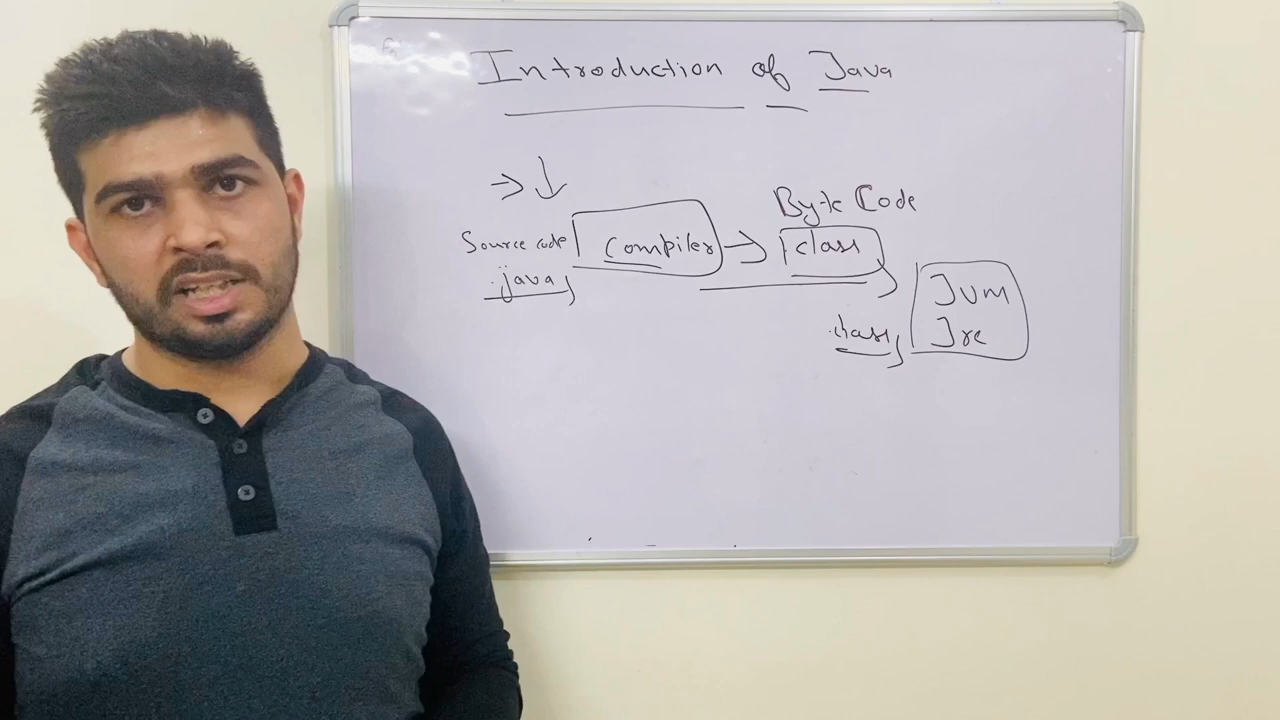 Introduction of Java
Byte Code
Source code compiler class
.java
Jvm
.class Jre